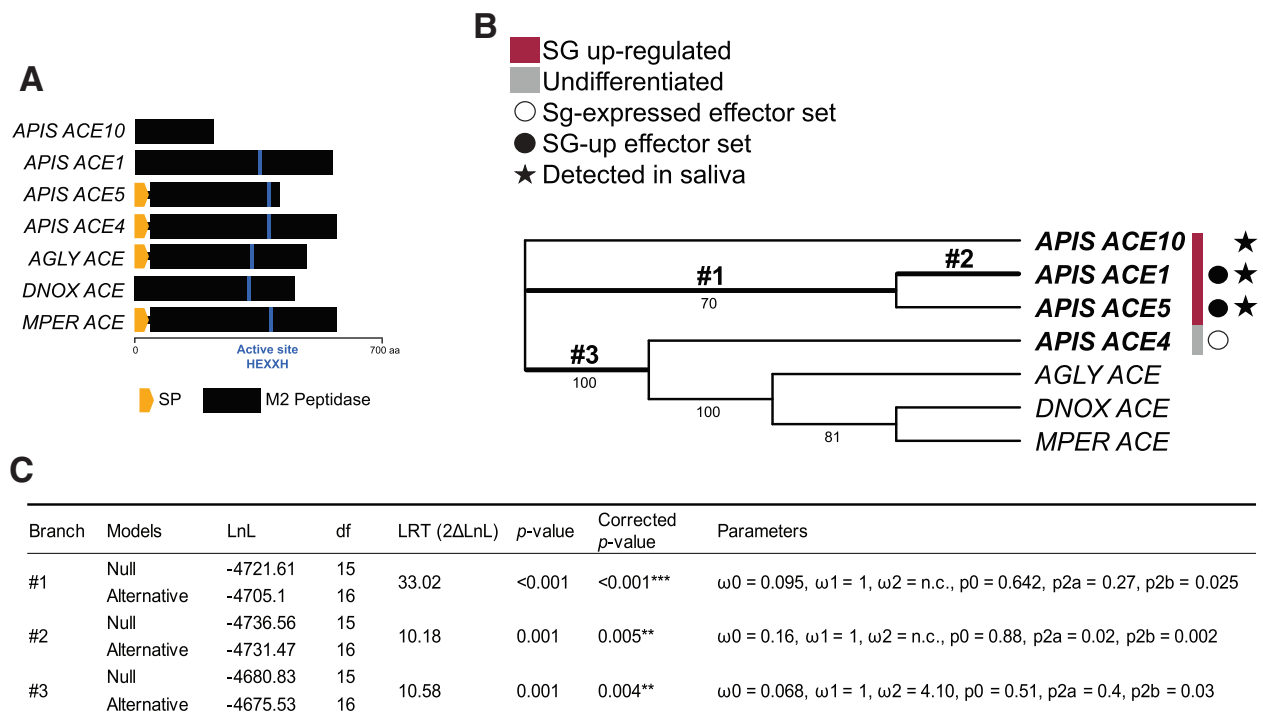 A
APIS ACE10
APIS ACE1
APIS ACE5
APIS ACE4
AGLY ACE
DNOX ACE
MPER ACE
0
700 aa
Active site
HEXXH
SP
M2 Peptidase
B
SG up-regulated
Undifferentiated
Sg-expressed effector set
SG-up effector set
Detected in saliva
APIS ACE10
#2
#1
APIS ACE1
70
APIS ACE5
APIS ACE4
#3
100
AGLY ACE
100
DNOX ACE
81
MPER ACE
C
Branch Models LnL df LRT (2ΔLnL) p-value Corrected p-value Parameters
#1 Null -4721.61 15 33.02 <0.001 <0.001*** ω0 = 0.095, ω1 = 1, ω2 = n.c., p0 = 0.642, p2a = 0.27, p2b = 0.025
Alternative -4705.1 16
#2 Null -4736.56 15 10.18 0.001 0.005** ω0 = 0.16, ω1 = 1, ω2 = n.c., p0 = 0.88, p2a = 0.02, p2b = 0.002
Alternative -4731.47 16
#3 Null -4680.83 15 10.58 0.001 0.004** ω0 = 0.068, ω1 = 1, ω2 = 4.10, p0 = 0.51, p2a = 0.4, p2b = 0.03
Alternative -4675.53 16